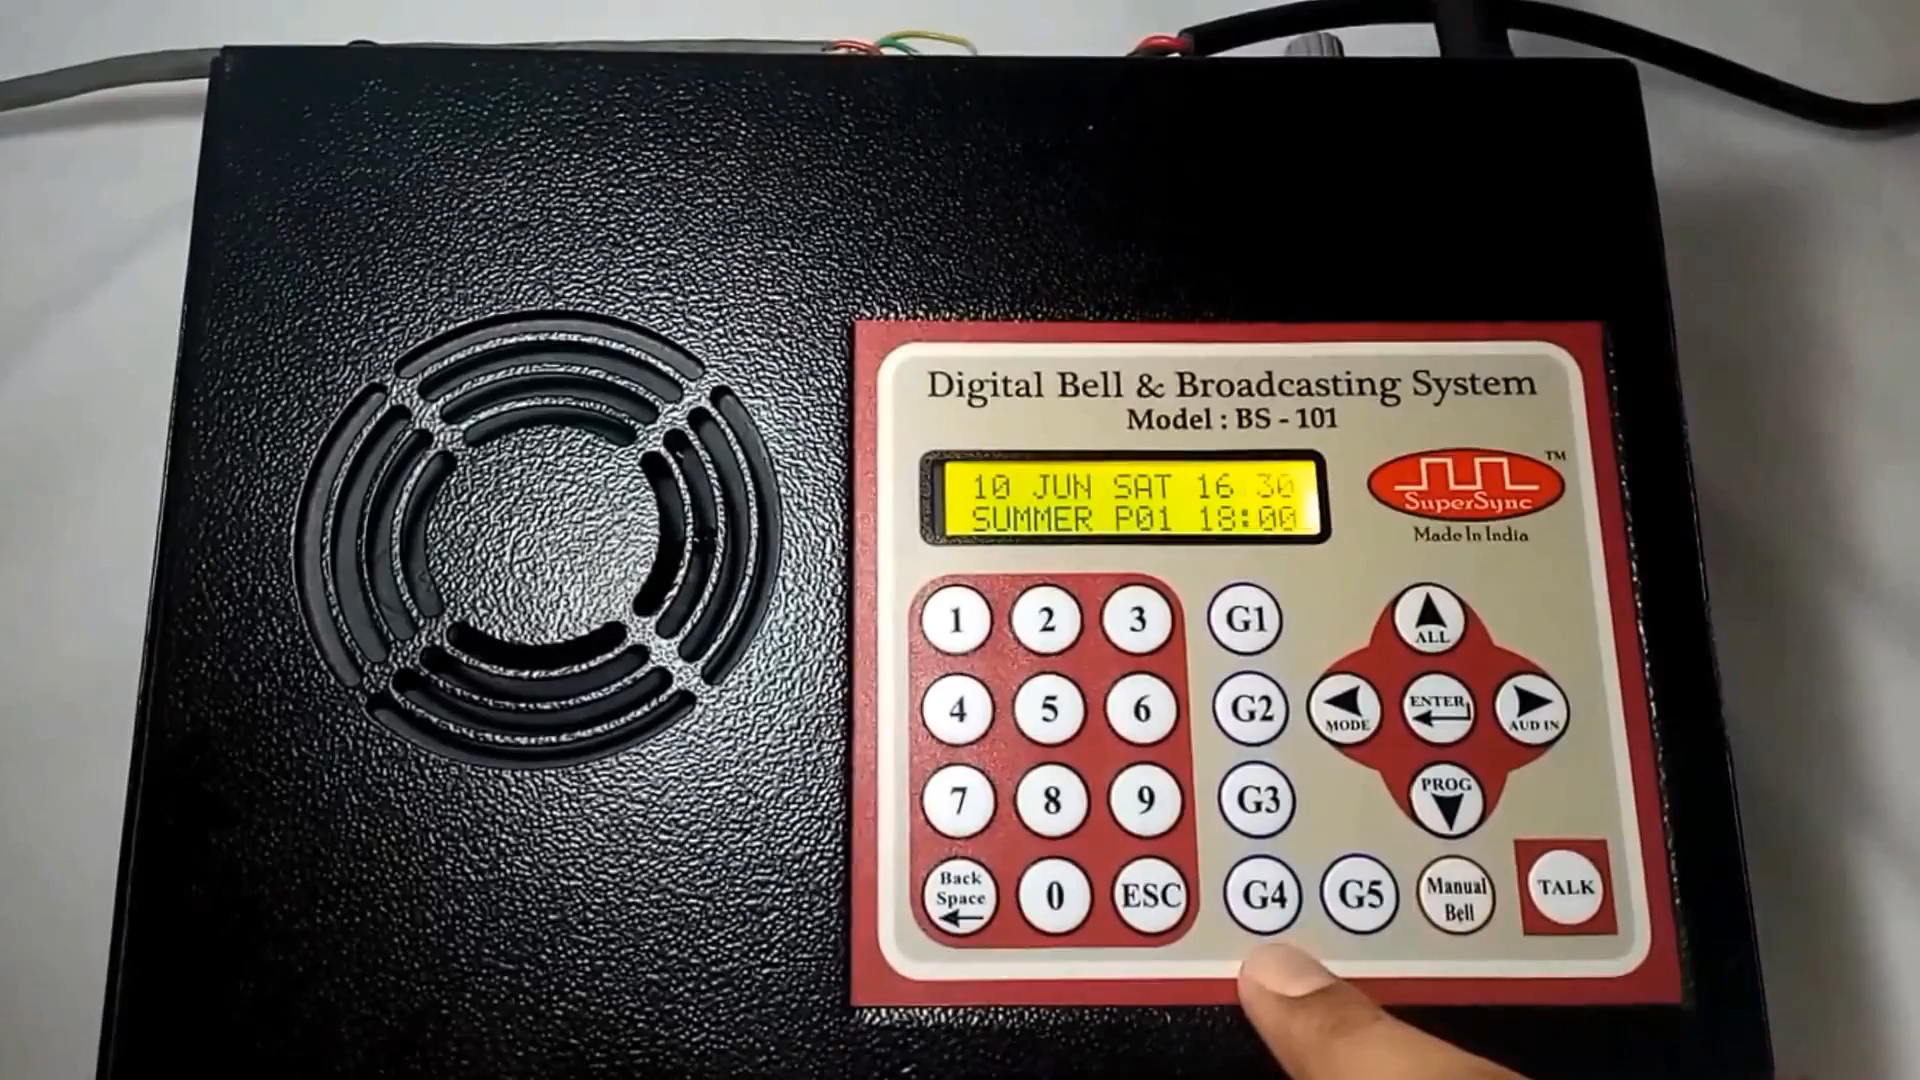 Digital Bell & Broadcasting System
Model : BS - 101
10 JUN SAT 16 30
SUMMER P01 18:00
SuperSync
TM
Made In India
1 2 3 G1 ALL
4 5 6 G2 MODE ENTER AUD IN
7 8 9 G3 PROG
Back Space 0 ESC G4 G5 Manual Bell TALK